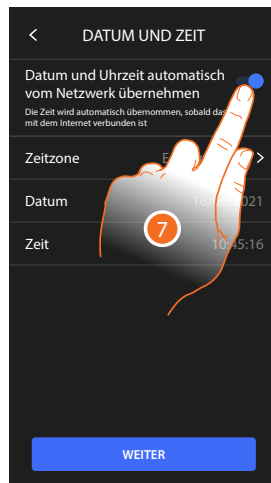 DATUM UND ZEIT
Datum und Uhrzeit automatisch
vom Netzwerk übernehmen
Die Zeit wird automatisch übernommen, sobald das
mit dem Internet verbunden ist
Zeitzone
Datum 021
Zeit 10:45:16
7
WEITER